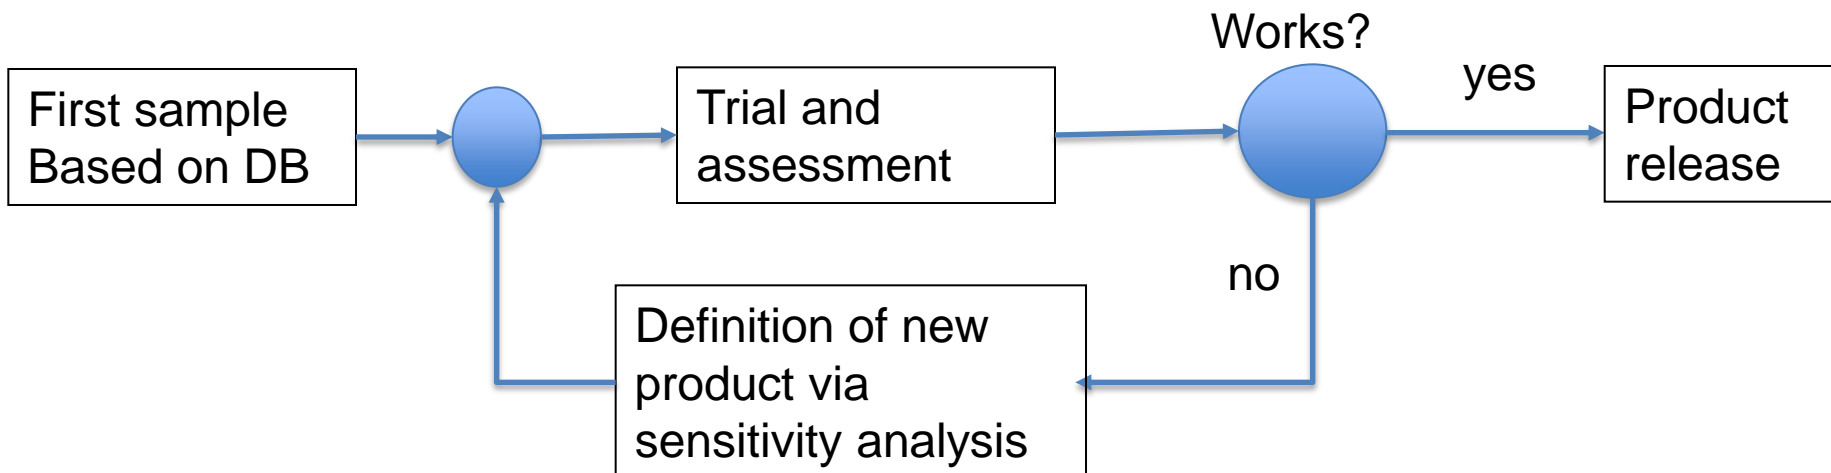 First sample
Based on DB
Trial and
assessment
Works?
yes
Product
release
no
Definition of new
product via
sensitivity analysis